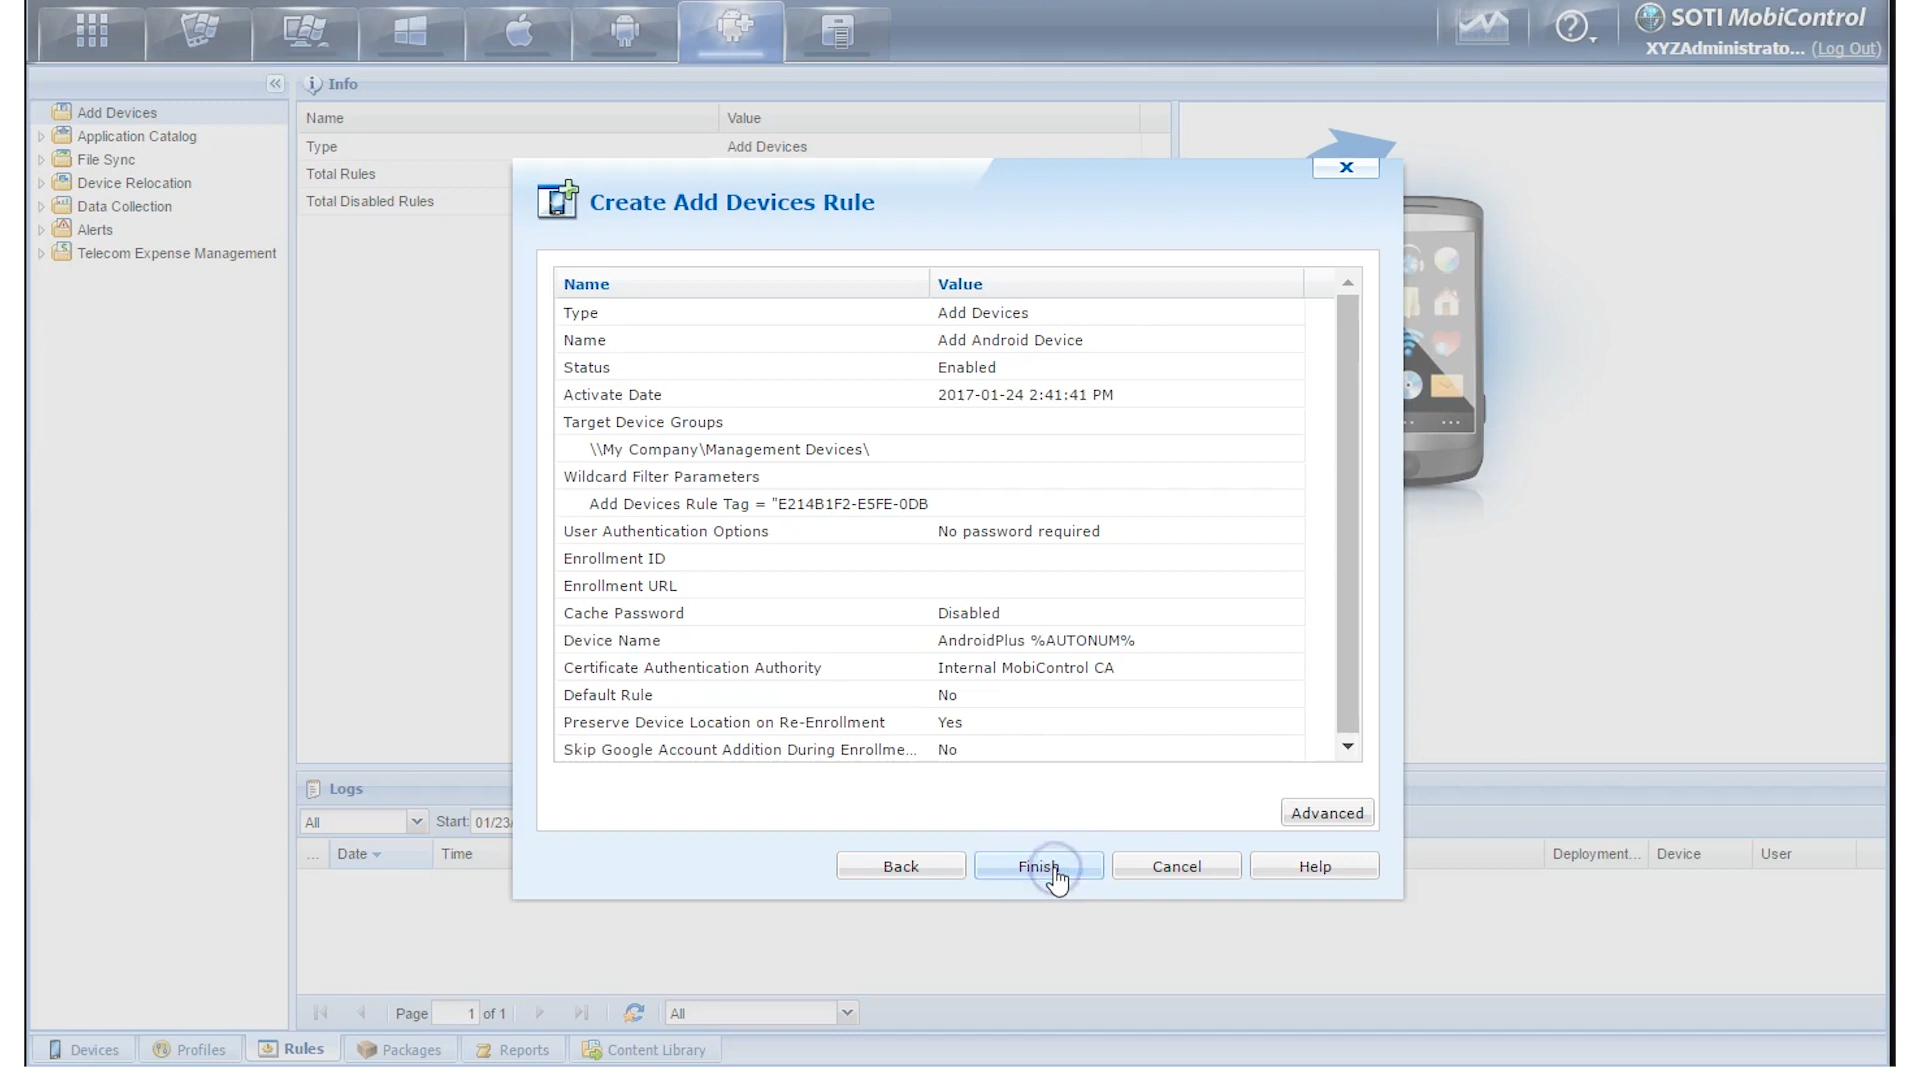 SOTI MobiControl
XYZAdministrato... (Log Out)
Info
Add Devices
Application Catalog
File Sync
Device Relocation
Data Collection
Alerts
Telecom Expense Management
Name Value
Type Add Devices
Total Rules
Total Disabled Rules
x
Create Add Devices Rule
Name Value
Type Add Devices
Name Add Android Device
Status Enabled
Activate Date 2017-01-24 2:41:41 PM
Target Device Groups
\\My Company\Management Devices\
Wildcard Filter Parameters
Add Devices Rule Tag = "E214B1F2-E5FE-0DB
User Authentication Options No password required
Enrollment ID
Enrollment URL
Cache Password Disabled
Device Name AndroidPlus %AUTONUM%
Certificate Authentication Authority Internal MobiControl CA
Default Rule No
Preserve Device Location on Re-Enrollment Yes
Skip Google Account Addition During Enrollme... No
Advanced
Back Finish Cancel Help
Logs
All Start: 01/23/
... Date Time Deployment... Device User
Page 1 of 1 All
Devices Profiles Rules Packages Reports Content Library